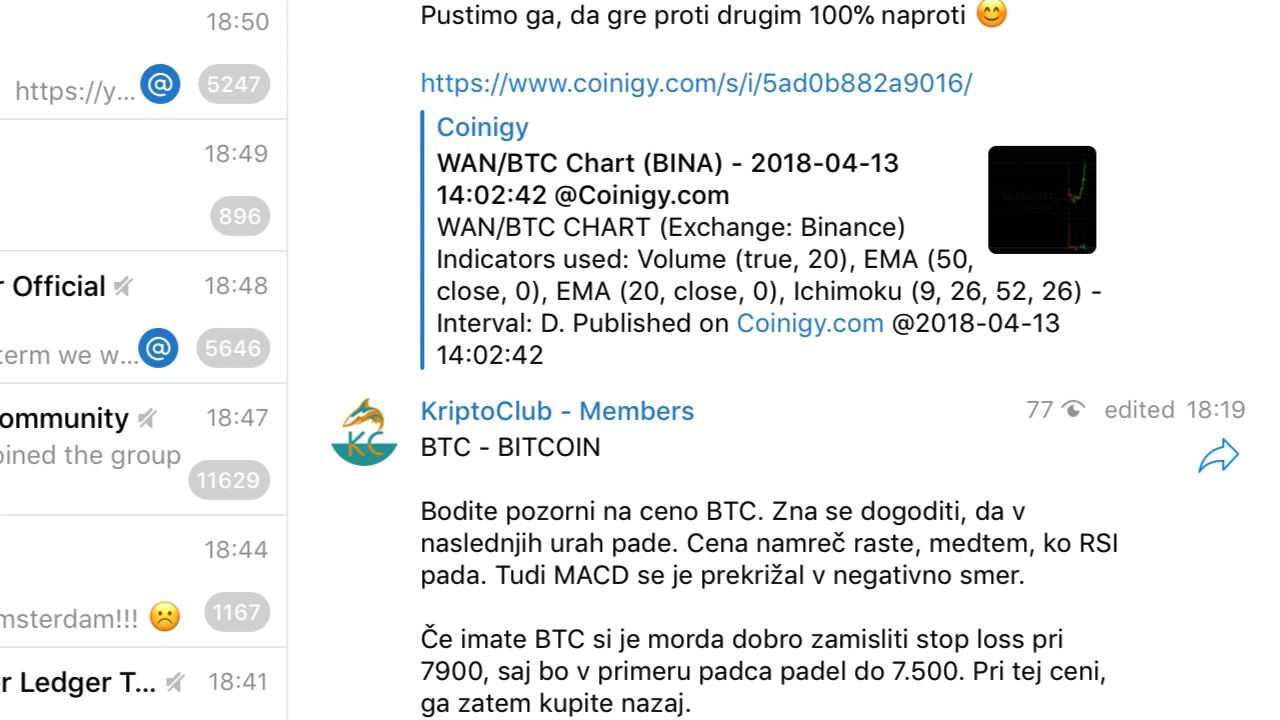 18:50
https://y... @ 5247
18:49
896
r Official 18:48
term we w... @ 5646
ommunity 18:47
oined the group
11629
18:44
msterdam!!! ☹️ 1167
r Ledger T... 18:41
Pustimo ga, da gre proti drugim 100% naproti 😊
https://www.coinigy.com/s/i/5ad0b882a9016/
Coinigy
WAN/BTC Chart (BINA) - 2018-04-13
14:02:42 @Coinigy.com
WAN/BTC CHART (Exchange: Binance)
Indicators used: Volume (true, 20), EMA (50,
close, 0), EMA (20, close, 0), Ichimoku (9, 26, 52, 26) -
Interval: D. Published on Coinigy.com @2018-04-13
14:02:42
WAN/BTC
KC
KriptoClub - Members 77 edited 18:19
BTC - BITCOIN
Bodite pozorni na ceno BTC. Zna se dogoditi, da v
naslednjih urah pade. Cena namreč raste, medtem, ko RSI
pada. Tudi MACD se je prekrižal v negativno smer.
Če imate BTC si je morda dobro zamisliti stop loss pri
7900, saj bo v primeru padca padel do 7.500. Pri tej ceni,
ga zatem kupite nazaj.